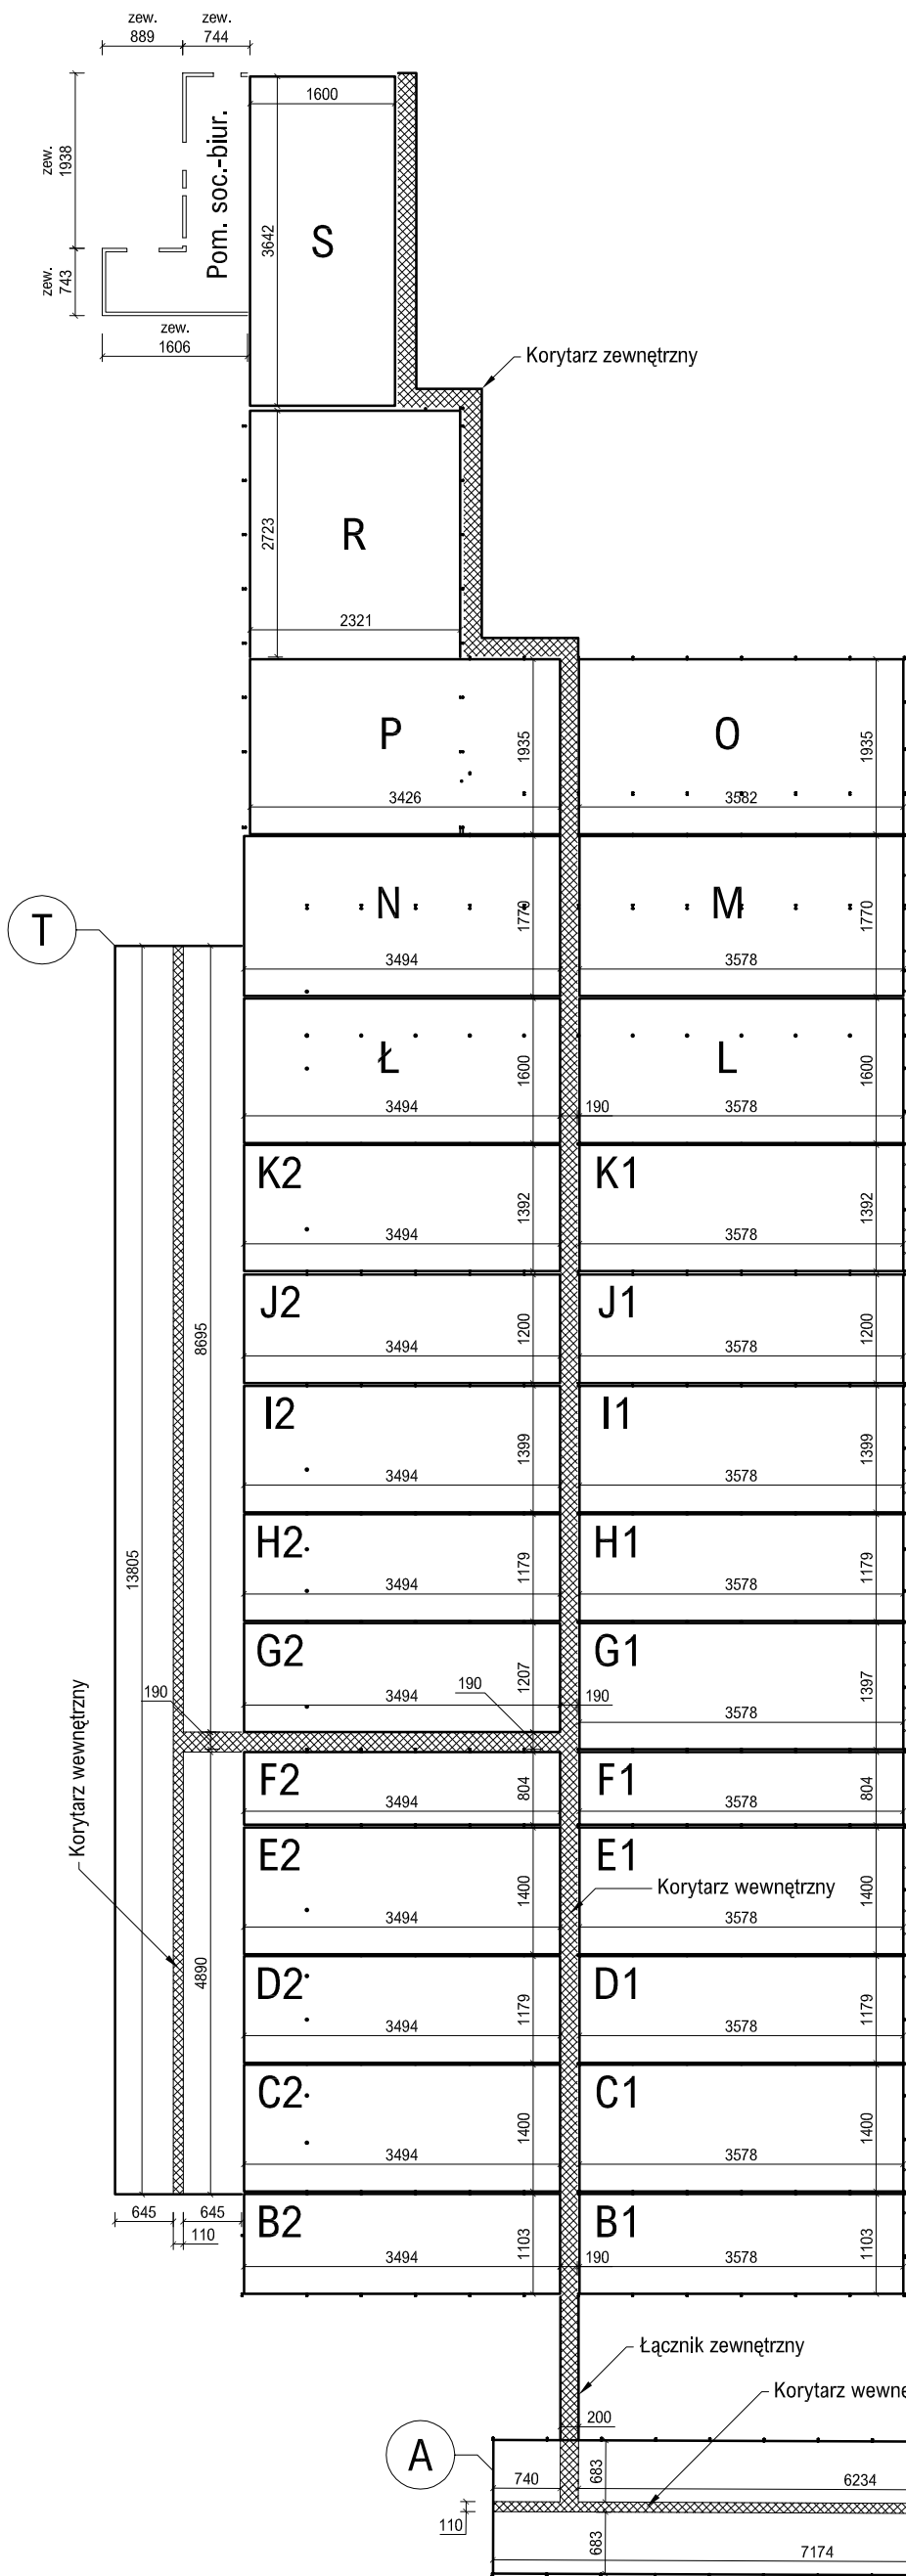 zew.
889
zew.
744
zew.
1938
zew.
743
zew.
1606
Pom. soc.-biur.
1600
3642
S
Korytarz zewnętrzny
2723
R
2321
P
1935
3426
O
1935
3582
N
1770
3494
M
1770
3578
T
Ł
1600
3494
190
L
1600
3578
K2
1392
3494
K1
1392
3578
J2
1200
3494
J1
1200
3578
8695
I2
1399
3494
I1
1399
3578
13805
H2
1179
3494
H1
1179
3578
G2
1207
3494
190
190
G1
1397
3578
190
Korytarz wewnętrzny
F2
804
3494
F1
804
3578
E2
1400
3494
E1
1400
3578
Korytarz wewnętrzny
4890
D2
1179
3494
D1
1179
3578
C2
1400
3494
C1
1400
3578
645
645
110
B2
1103
3494
190
B1
1103
3578
Łącznik zewnętrzny
Korytarz wewnę
200
A
740
683
6234
110
683
7174